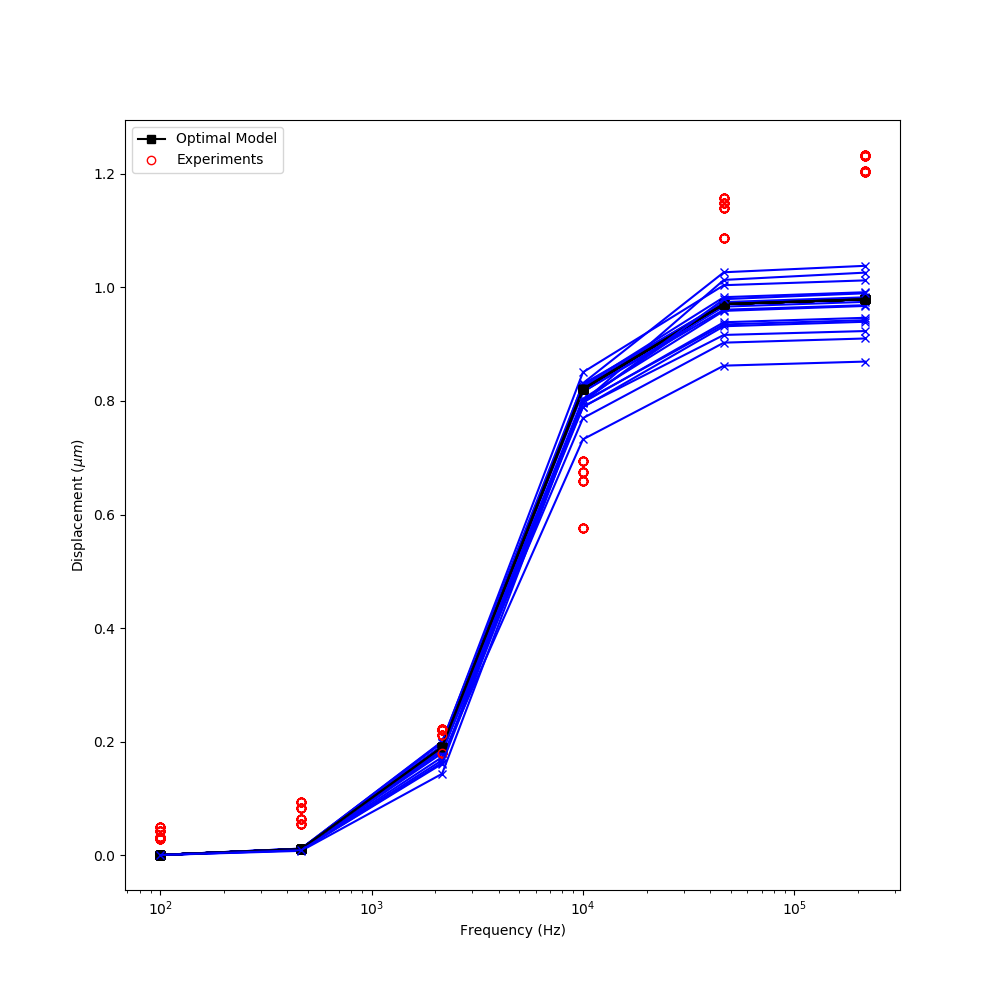 Optimal Model
Experiments
1.2
1.0
0.8
0.6
0.4
0.2
0.0
Displacement (μm)
10²
10³
10⁴
10⁵
Frequency (Hz)